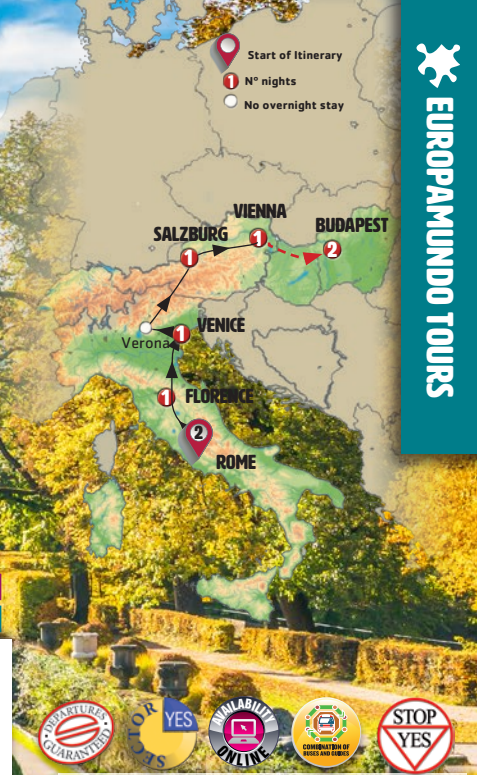 Start of Itinerary
1 N° nights
No overnight stay
EUROPAMUNDO TOURS
VIENNA
1
BUDAPEST
2
SALZBURG
1
VENICE
1
Verona
FLORENCE
1
2
ROME
DEPARTURES
GUARANTEED
SECTOR
YES
AVAILABILITY
ONLINE
COMBINATION OF
BUSES AND GUIDES
STOP
YES